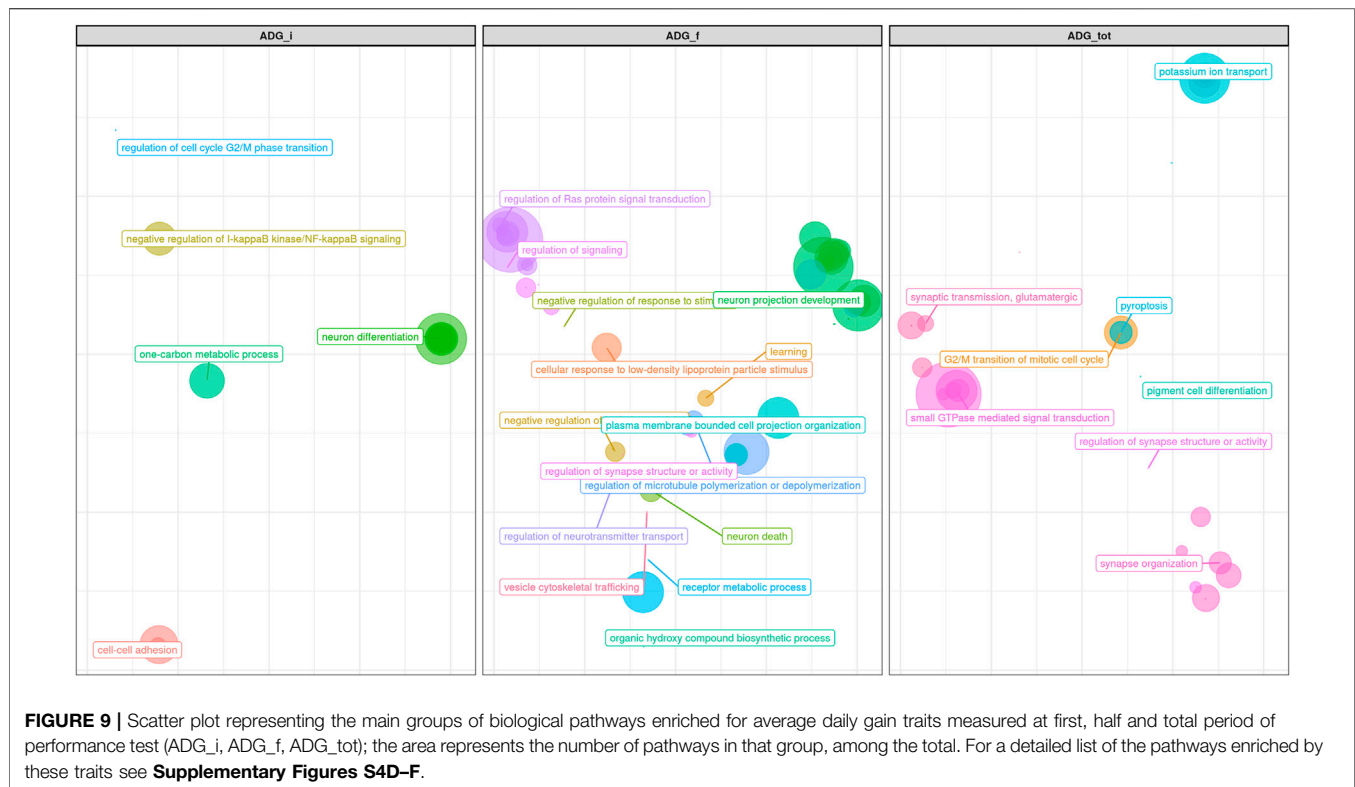 ADG_i
ADG_f
ADG_tot
regulation of cell cycle G2/M phase transition
negative regulation of I-kappaB kinase/NF-kappaB signaling
neuron differentiation
one-carbon metabolic process
cell-cell adhesion
regulation of Ras protein signal transduction
regulation of signaling
negative regulation of response to stim
neuron projection development
learning
cellular response to low-density lipoprotein particle stimulus
negative regulation of
plasma membrane bounded cell projection organization
regulation of synapse structure or activity
regulation of microtubule polymerization or depolymerization
regulation of neurotransmitter transport
neuron death
vesicle cytoskeletal trafficking
receptor metabolic process
organic hydroxy compound biosynthetic process
potassium ion transport
synaptic transmission, glutamatergic
pyroptosis
G2/M transition of mitotic cell cycle
pigment cell differentiation
small GTPase mediated signal transduction
regulation of synapse structure or activity
synapse organization
FIGURE 9 | Scatter plot representing the main groups of biological pathways enriched for average daily gain traits measured at first, half and total period of
performance test (ADG_i, ADG_f, ADG_tot); the area represents the number of pathways in that group, among the total. For a detailed list of the pathways enriched by
these traits see Supplementary Figures S4D–F.